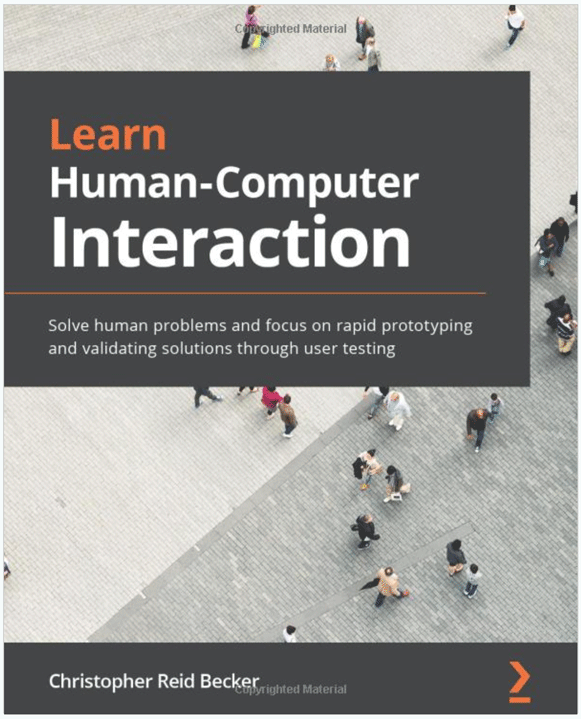 Copyrighted Material
Learn
Human-Computer
Interaction
Solve human problems and focus on rapid prototyping
and validating solutions through user testing
Christopher Reid Becker
Copyrighted Material